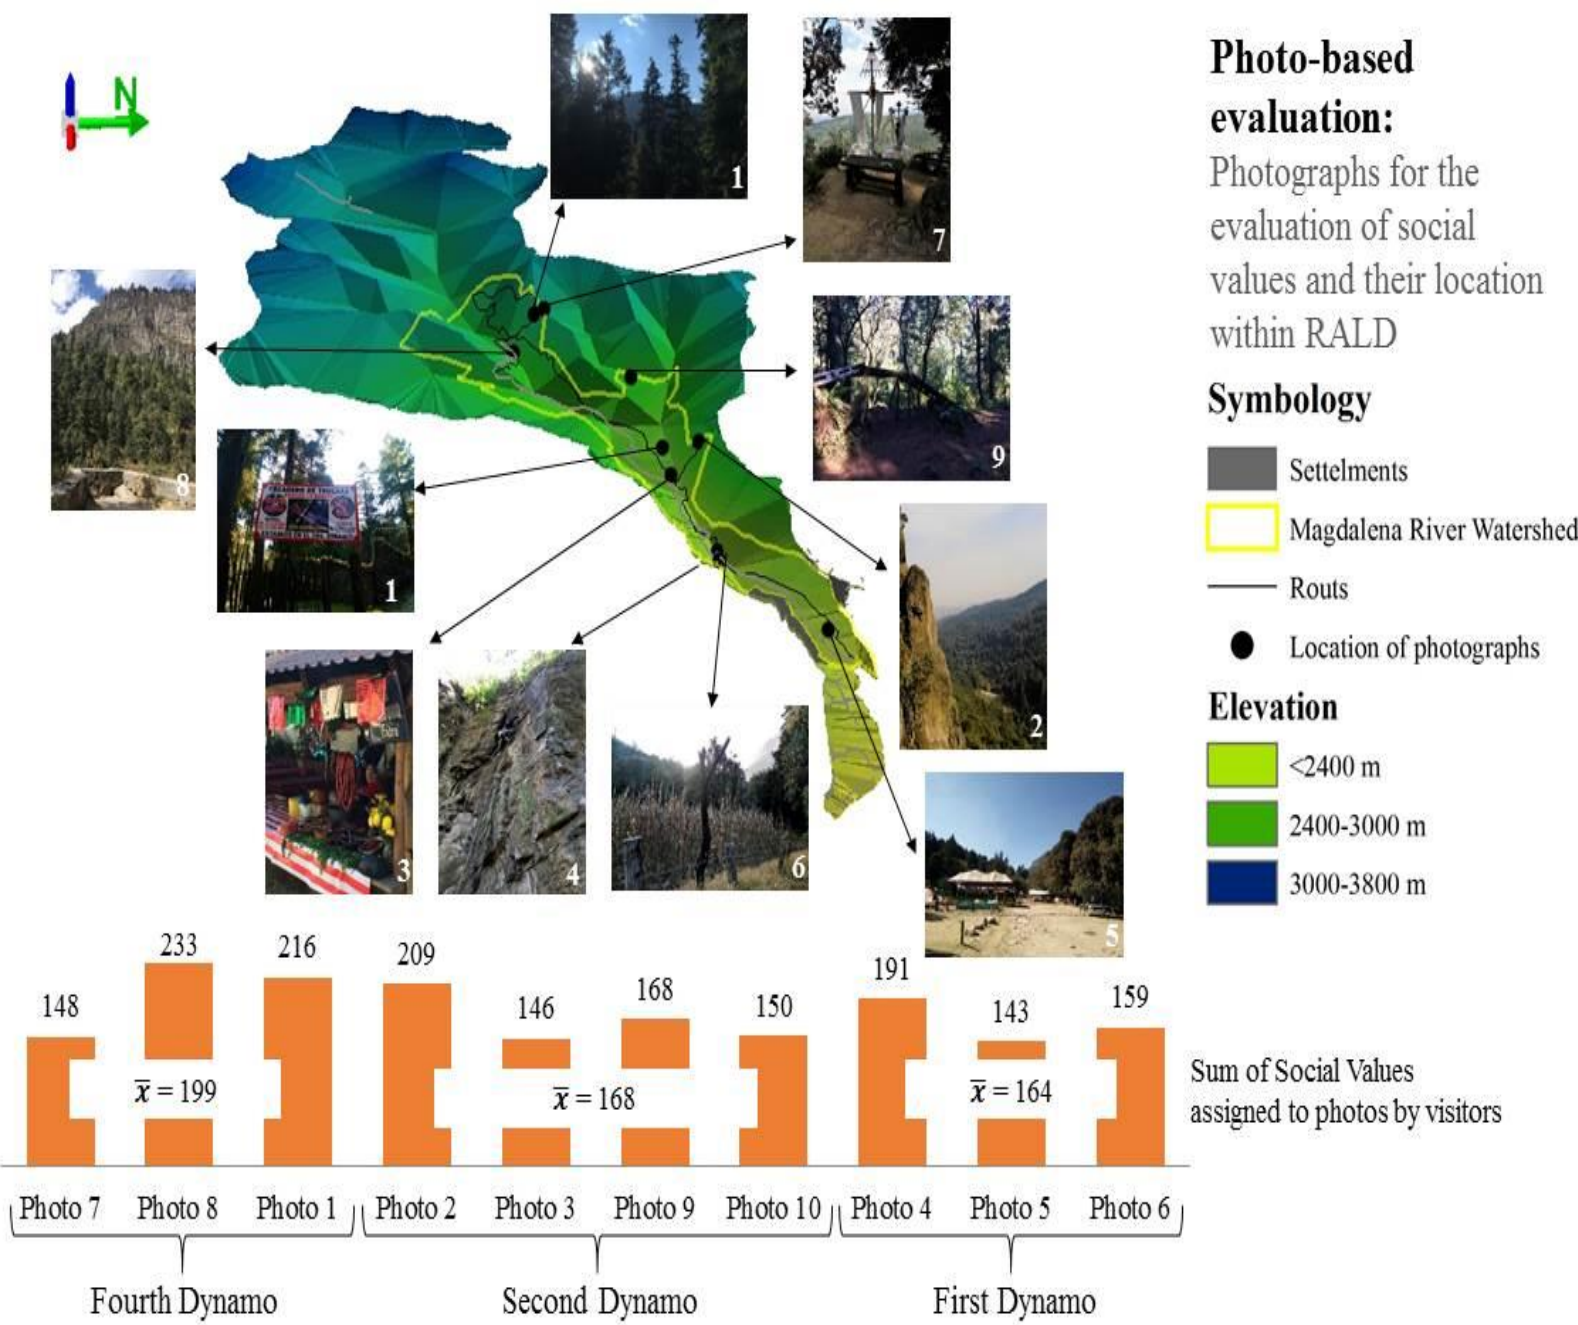 N
1
7
8
9
1
2
3
4
6
5
Photo-based
evaluation:
Photographs for the
evaluation of social
values and their location
within RALD
Symbology
Settelments
Magdalena River Watershed
Routs
Location of photographs
Elevation
<2400 m
2400-3000 m
3000-3800 m
148
233
216
209
146
168
150
191
143
159
x̅ = 199
x̅ = 168
x̅ = 164
Sum of Social Values
assigned to photos by visitors
Photo 7
Photo 8
Photo 1
Photo 2
Photo 3
Photo 9
Photo 10
Photo 4
Photo 5
Photo 6
Fourth Dynamo
Second Dynamo
First Dynamo